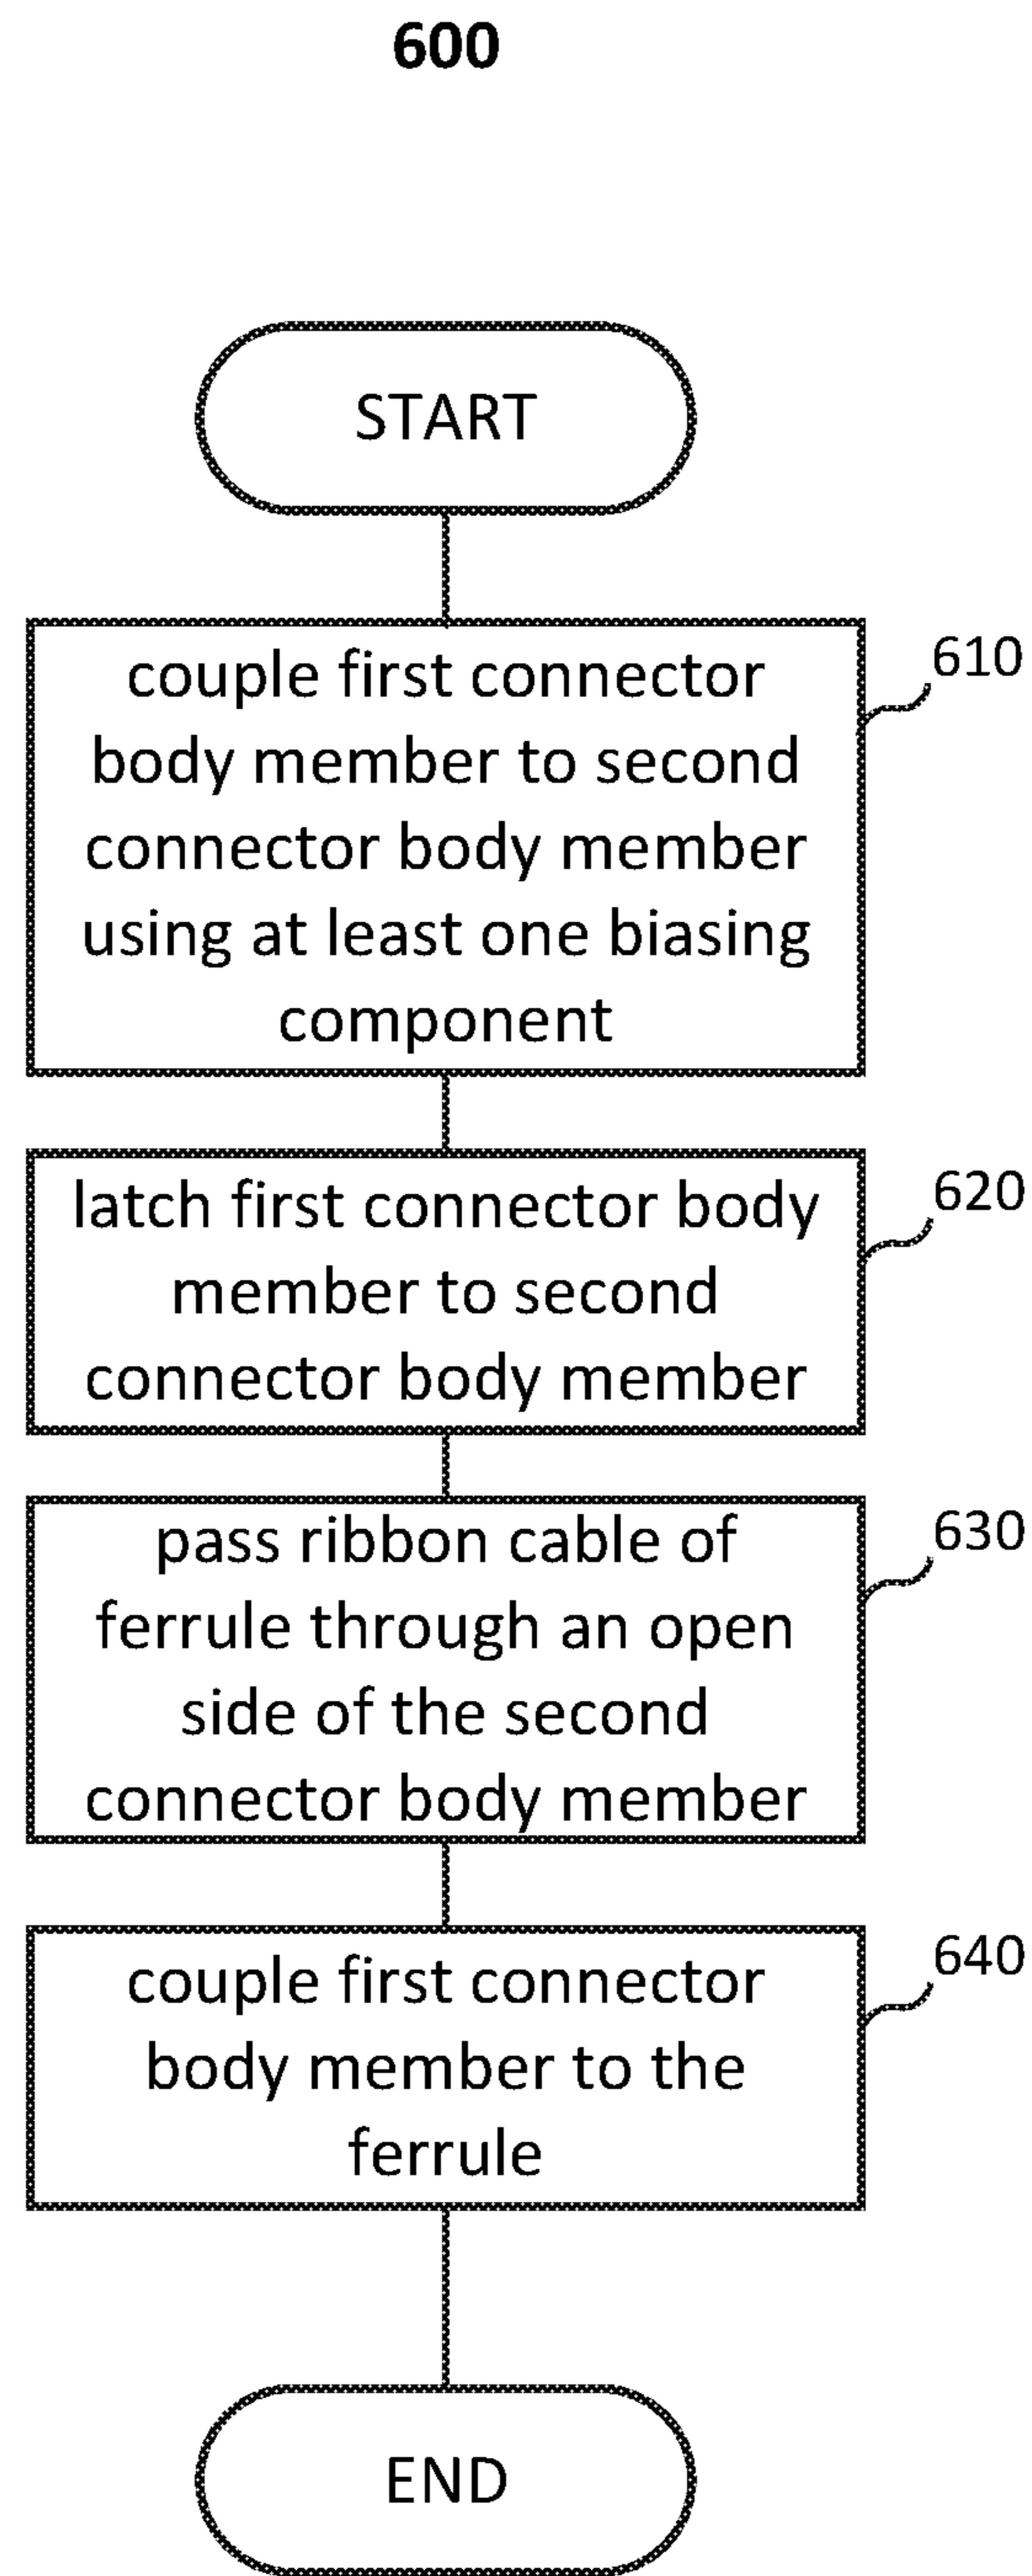 600
START
couple first connector
body member to second
connector body member
using at least one biasing
component
610
latch first connector body
member to second
connector body member
620
pass ribbon cable of
ferrule through an open
side of the second
connector body member
630
couple first connector
body member to the
ferrule
640
END